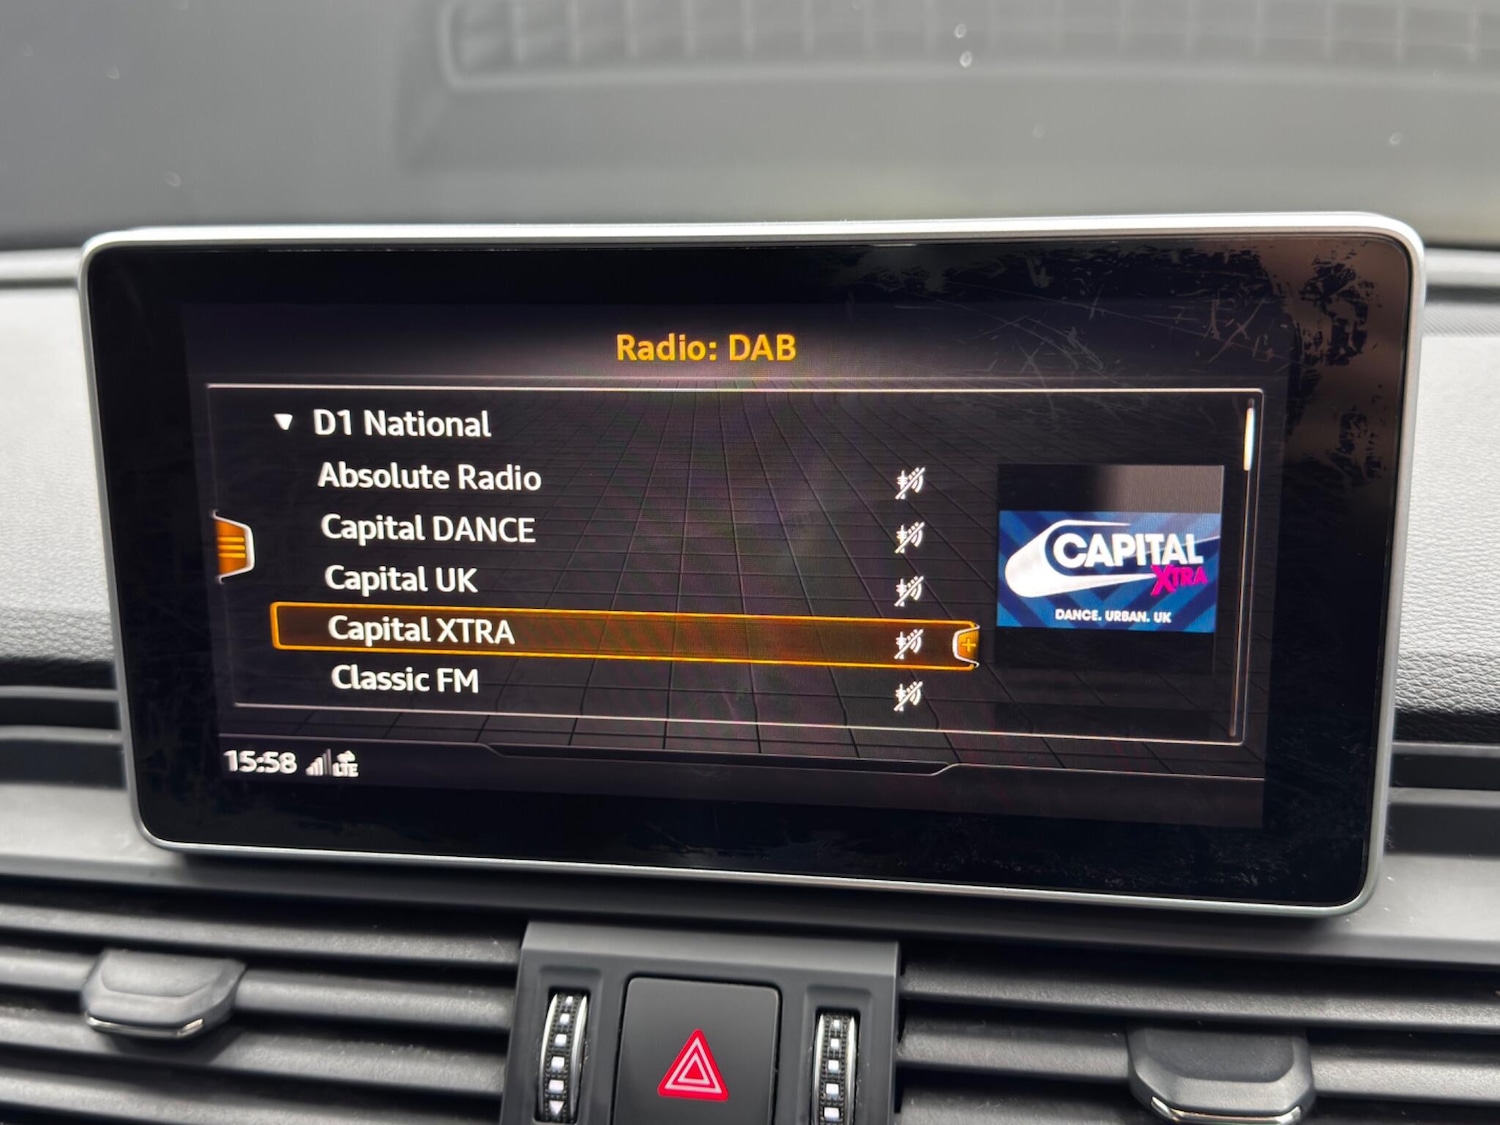 Radio: DAB
D1 National
Absolute Radio
Capital DANCE
Capital UK
Capital XTRA
Classic FM
CAPITAL
XTRA
DANCE. URBAN. UK
15:58 LTE